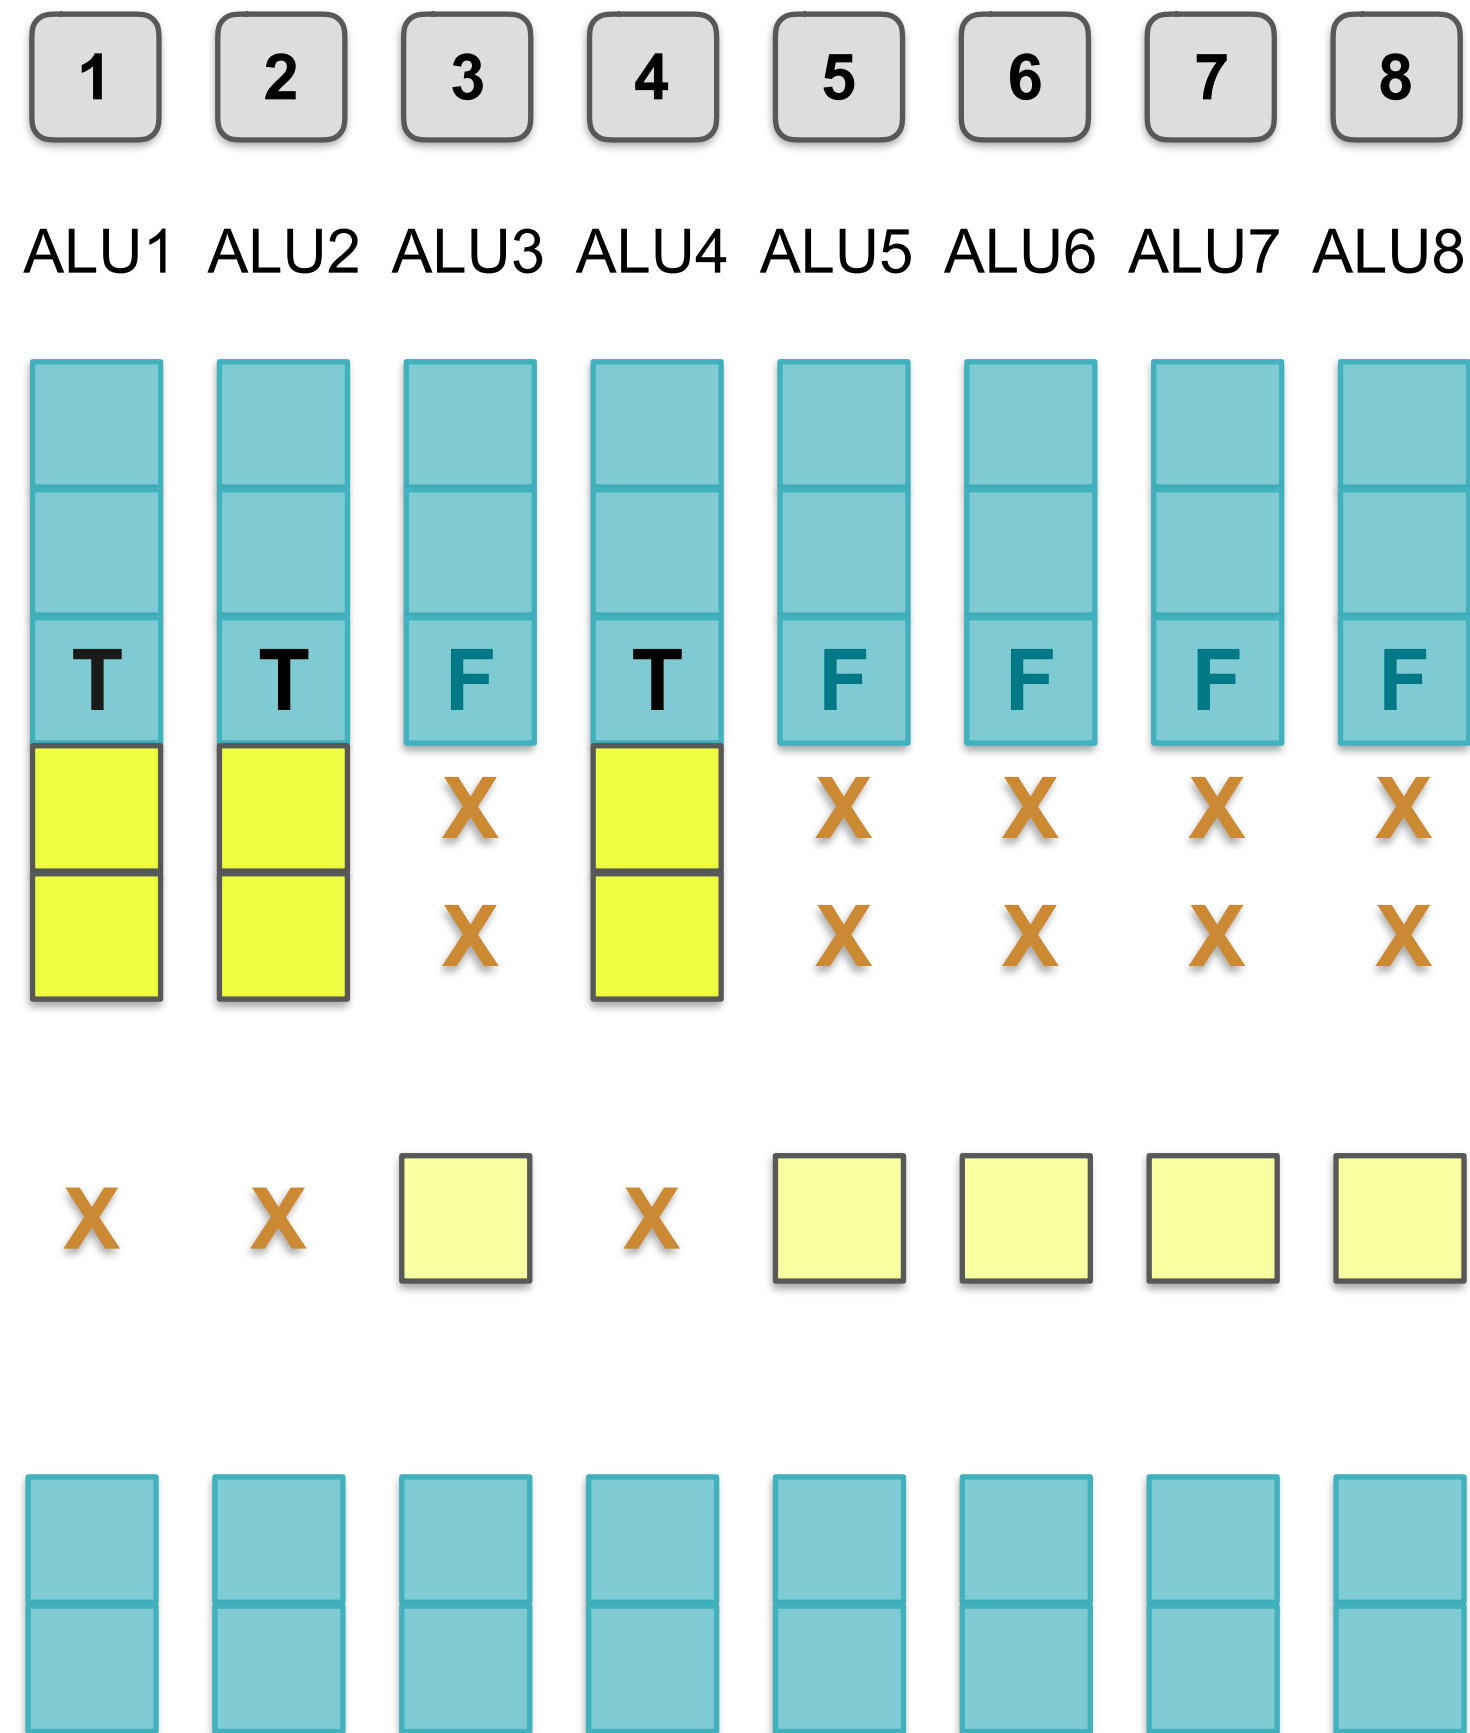 1 2 3 4 5 6 7 8
ALU1 ALU2 ALU3 ALU4 ALU5 ALU6 ALU7 ALU8
T T F T F F F F
X X X X X
X X X X X
X X X